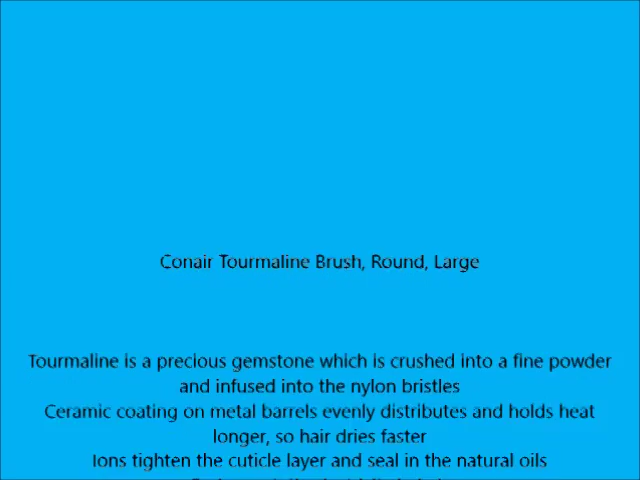 Conair Tourmaline Brush, Round, Large
Tourmaline is a precious gemstone which is crushed into a fine powder
and infused into the nylon bristles
Ceramic coating on metal barrels evenly distributes and holds heat
longer, so hair dries faster
Ions tighten the cuticle layer and seal in the natural oils